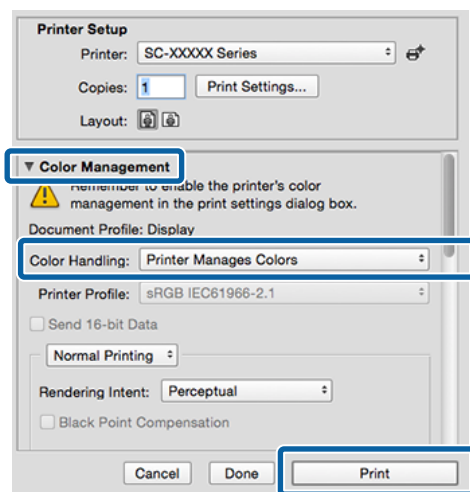 Printer Setup
Printer: SC-XXXXX Series
Copies: 1 Print Settings...
Layout:
▼ Color Management
Remember to enable the printer's color
management in the print settings dialog box.
Document Profile: Display
Color Handling: Printer Manages Colors
Printer Profile: sRGB IEC61966-2.1
Send 16-bit Data
Normal Printing
Rendering Intent: Perceptual
Black Point Compensation
Cancel Done Print